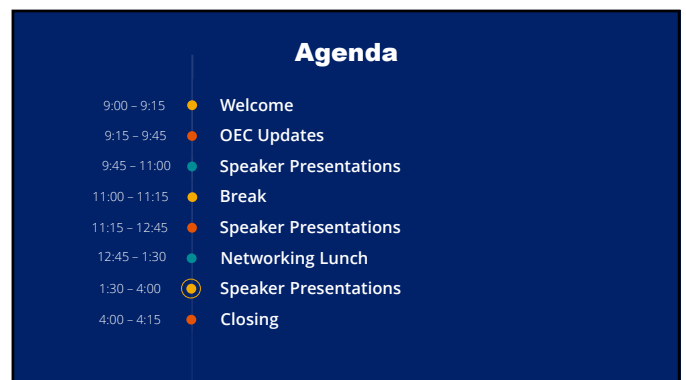 Agenda
9:00 – 9:15 Welcome
9:15 – 9:45 OEC Updates
9:45 – 11:00 Speaker Presentations
11:00 – 11:15 Break
11:15 – 12:45 Speaker Presentations
12:45 – 1:30 Networking Lunch
1:30 – 4:00 Speaker Presentations
4:00 – 4:15 Closing